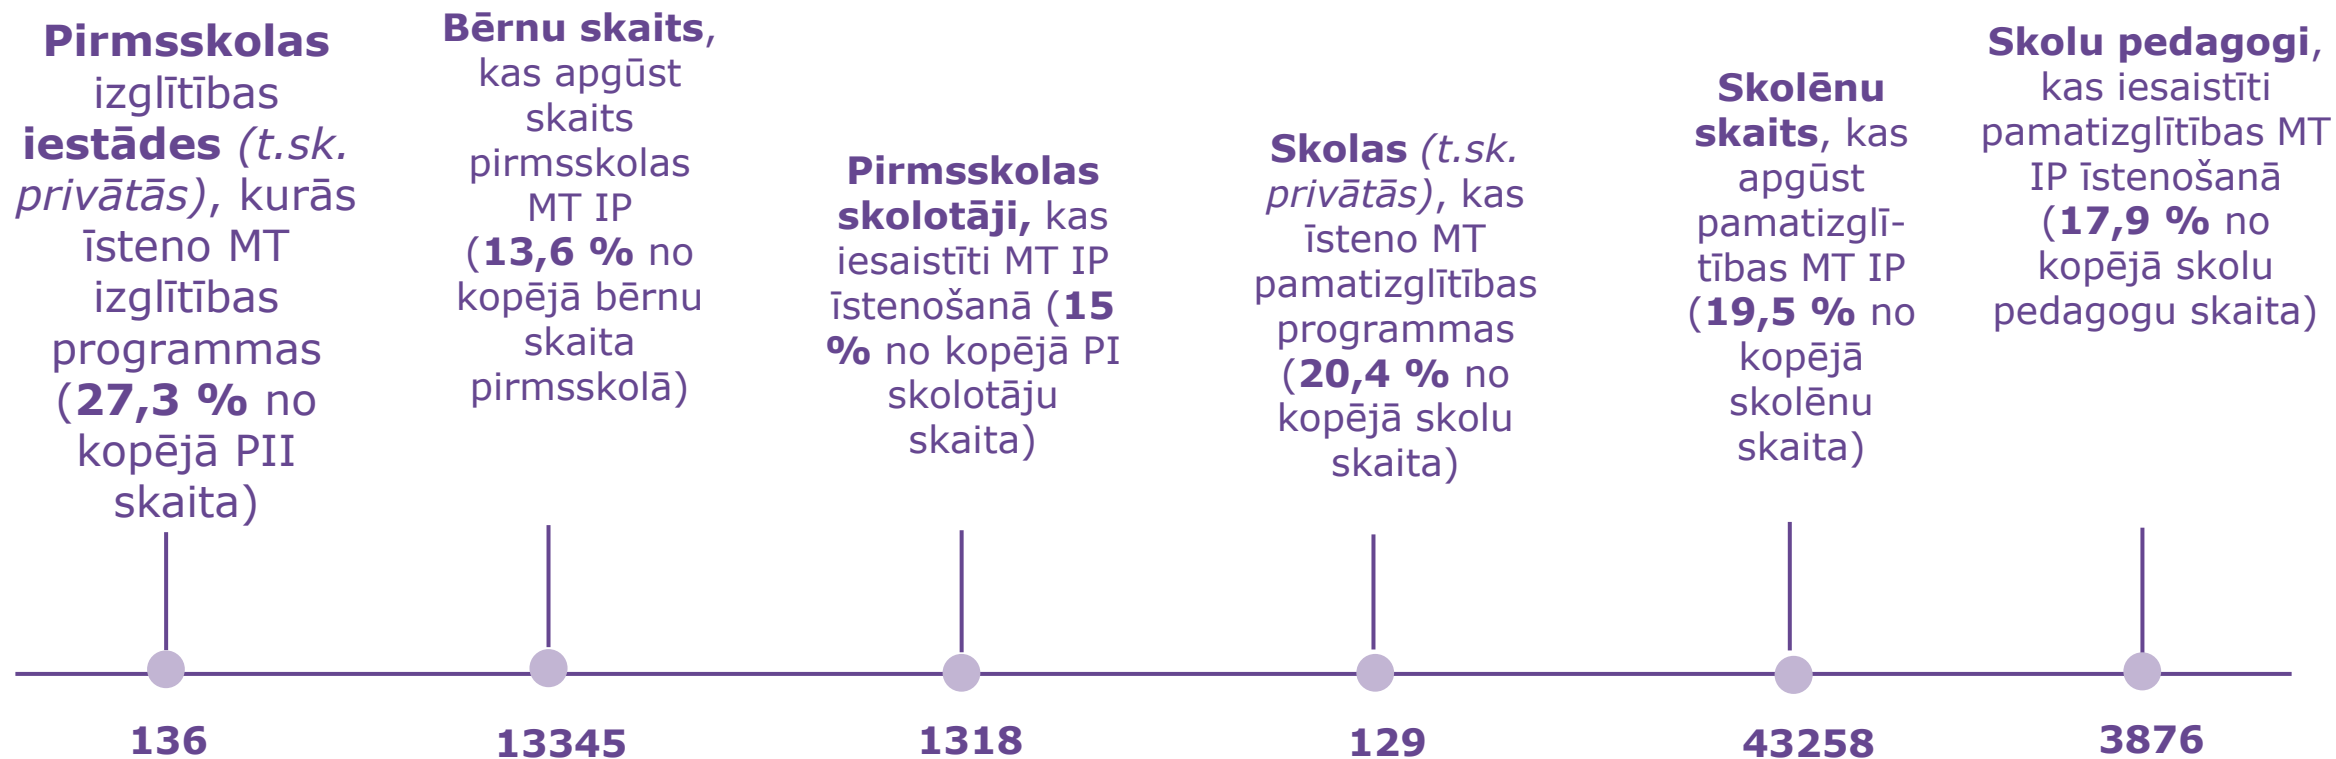 Pirmsskolas
izglītības
iestādes (t.sk.
privātās), kurās
īsteno MT
izglītības
programmas
(27,3 % no
kopējā PII
skaita)
136
Bērnu skaits,
kas apgūst
skaits
pirmsskolas
MT IP
(13,6 % no
kopējā bērnu
skaita
pirmsskolā)
13345
Pirmsskolas
skolotāji, kas
iesaistīti MT IP
īstenošanā (15
% no kopējā PI
skolotāju
skaita)
1318
Skolas (t.sk.
privātās), kas
īsteno MT
pamatizglītības
programmas
(20,4 % no
kopējā skolu
skaita)
129
Skolēnu
skaits, kas
apgūst
pamatizglī-
tības MT IP
(19,5 % no
kopējā
skolēnu
skaita)
43258
Skolu pedagogi,
kas iesaistīti
pamatizglītības MT
IP īstenošanā
(17,9 % no
kopējā skolu
pedagogu skaita)
3876